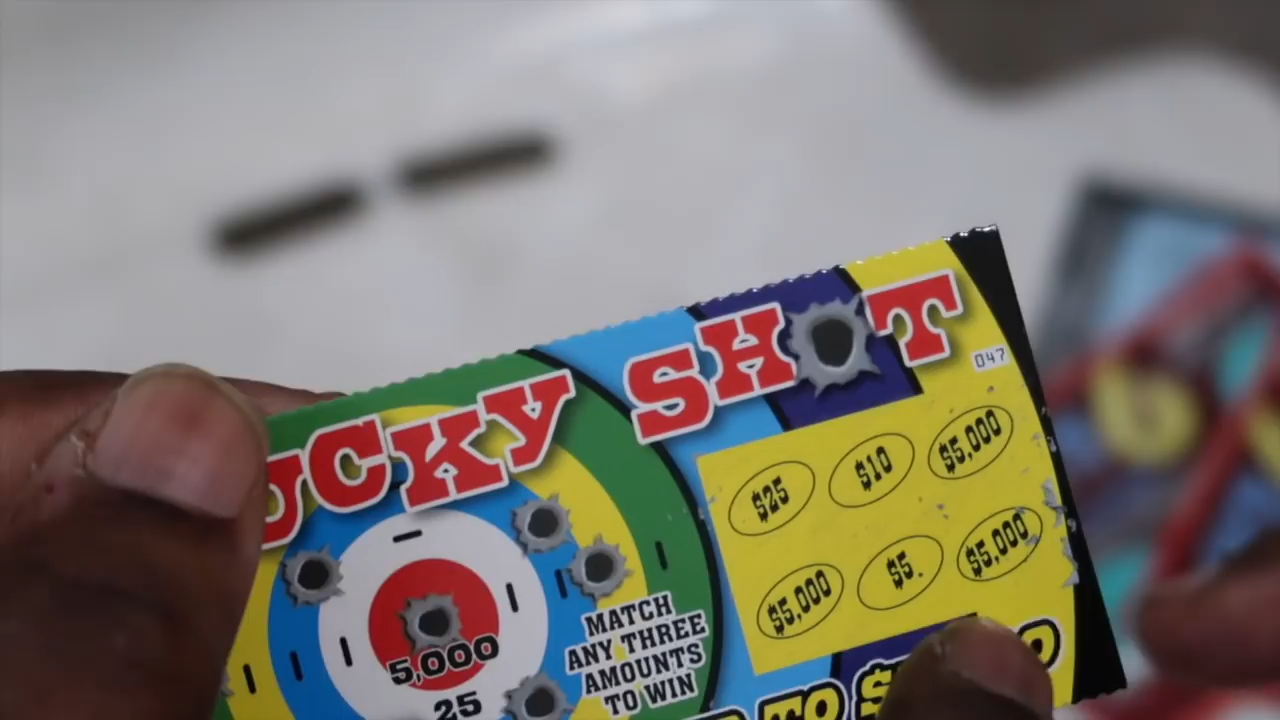 UCKY SHOT
047
$25 $10 $5,000
$5,000 $5. $5,000
5,000
25
MATCH
ANY THREE
AMOUNTS
TO WIN
TO $